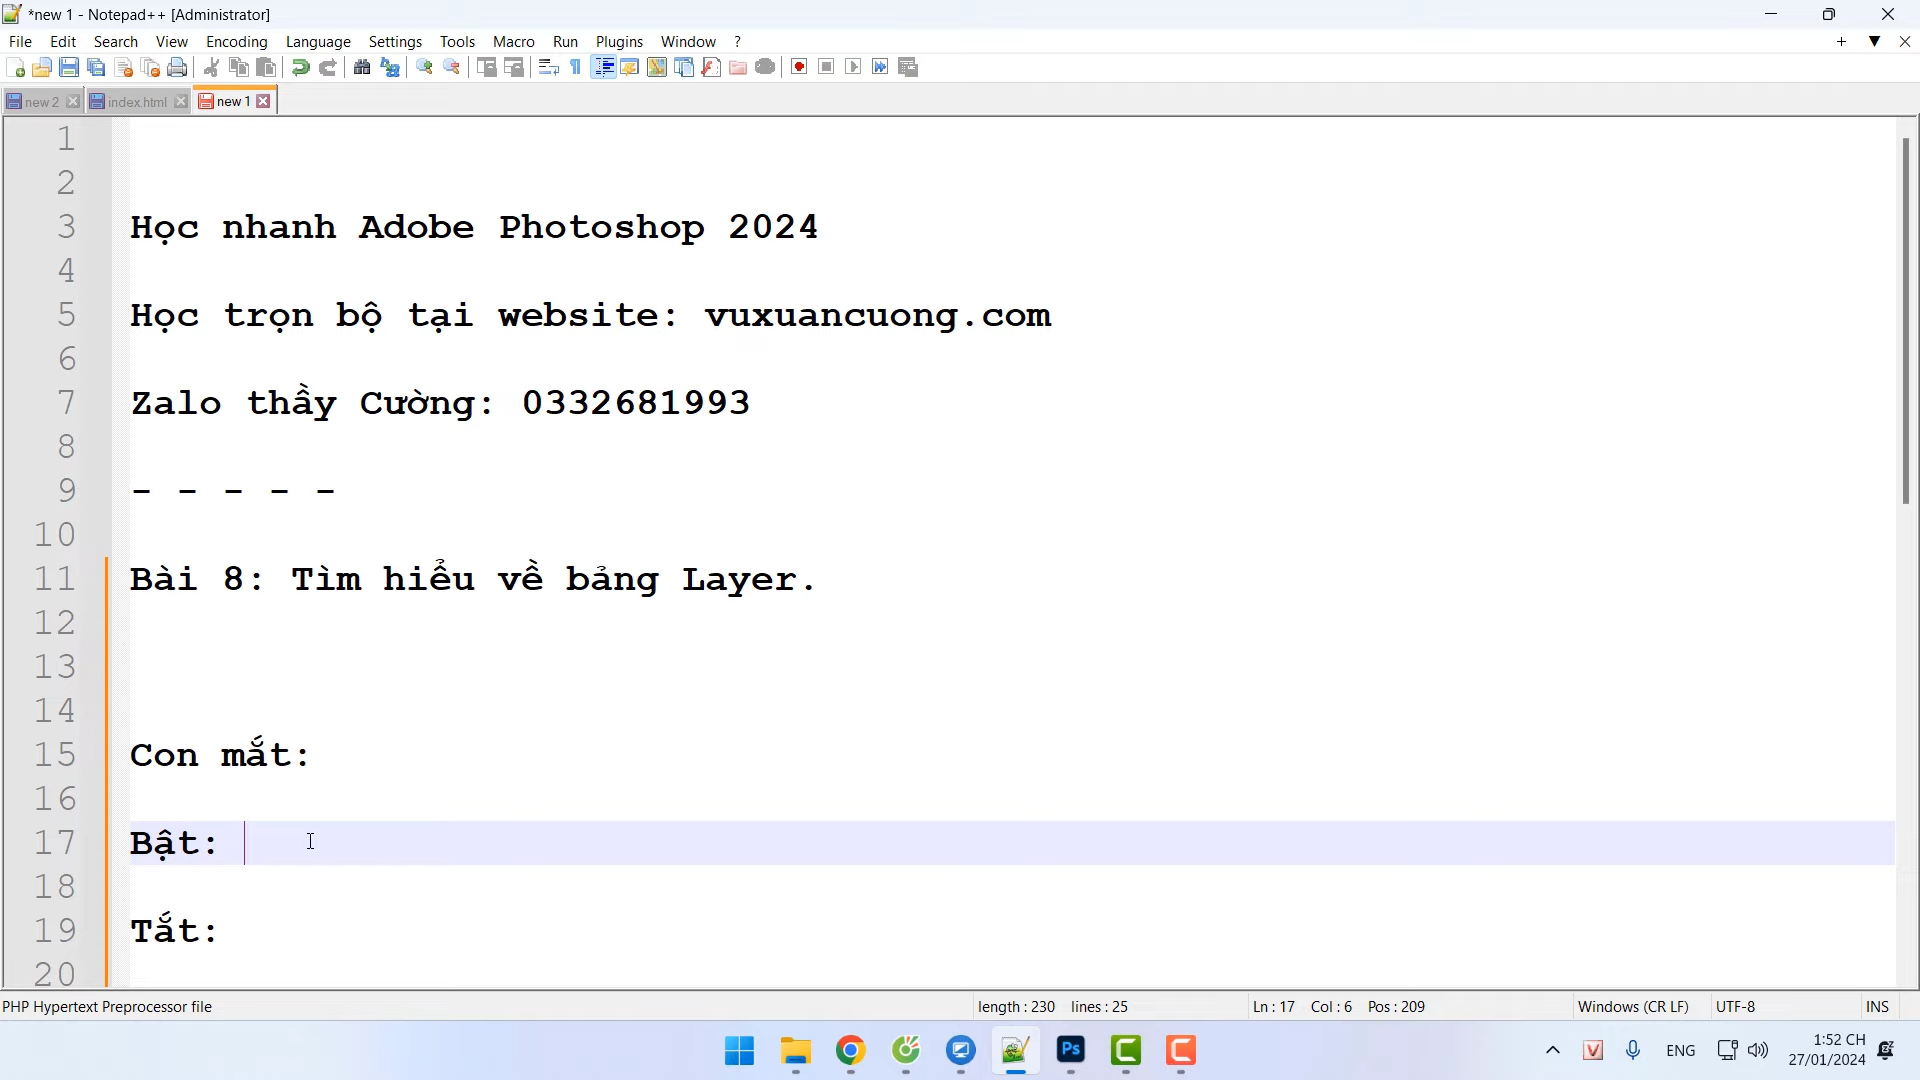 *new 1 - Notepad++ [Administrator]
File Edit Search View Encoding Language Settings Tools Macro Run Plugins Window ?
new 2 index.html new 1
1
2
3 Học nhanh Adobe Photoshop 2024
4
5 Học trọn bộ tại website: vuxuancuong.com
6
7 Zalo thầy Cường: 0332681993
8
9 - - - - -
10
11 Bài 8: Tìm hiểu về bảng Layer.
12
13
14
15 Con mắt:
16
17 Bật:
18
19 Tắt:
20
PHP Hypertext Preprocessor file length : 230 lines : 25 Ln : 17 Col : 6 Pos : 209 Windows (CR LF) UTF-8 INS
Ps C C V ENG 1:52 CH
27/01/2024